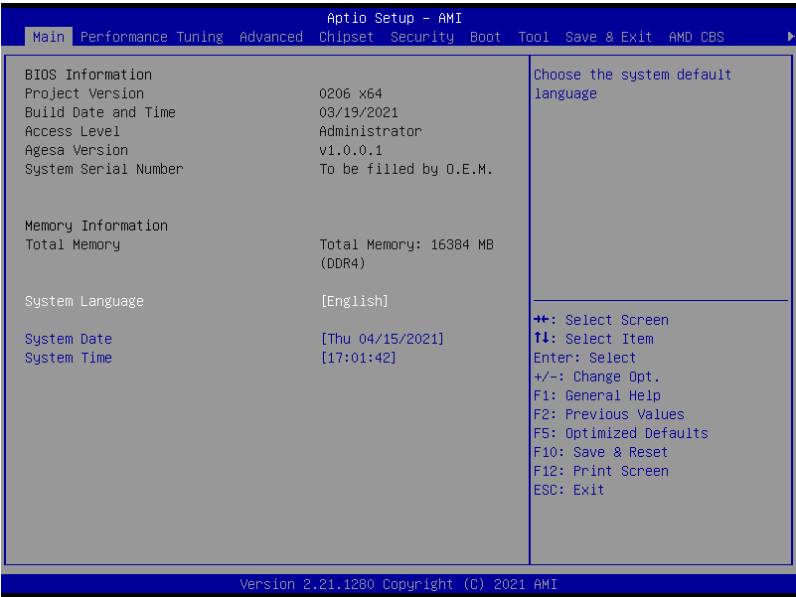 Aptio Setup – AMI
Main Performance Tuning Advanced Chipset Security Boot Tool Save & Exit AMD CBS
BIOS Information
Project Version 0206 x64
Build Date and Time 03/19/2021
Access Level Administrator
Agesa Version v1.0.0.1
System Serial Number To be filled by O.E.M.
Memory Information
Total Memory Total Memory: 16384 MB
(DDR4)
System Language [English]
System Date [Thu 04/15/2021]
System Time [17:01:42]
Choose the system default
language
→←: Select Screen
↑↓: Select Item
Enter: Select
+/-: Change Opt.
F1: General Help
F2: Previous Values
F5: Optimized Defaults
F10: Save & Reset
F12: Print Screen
ESC: Exit
Version 2.21.1280 Copyright (C) 2021 AMI